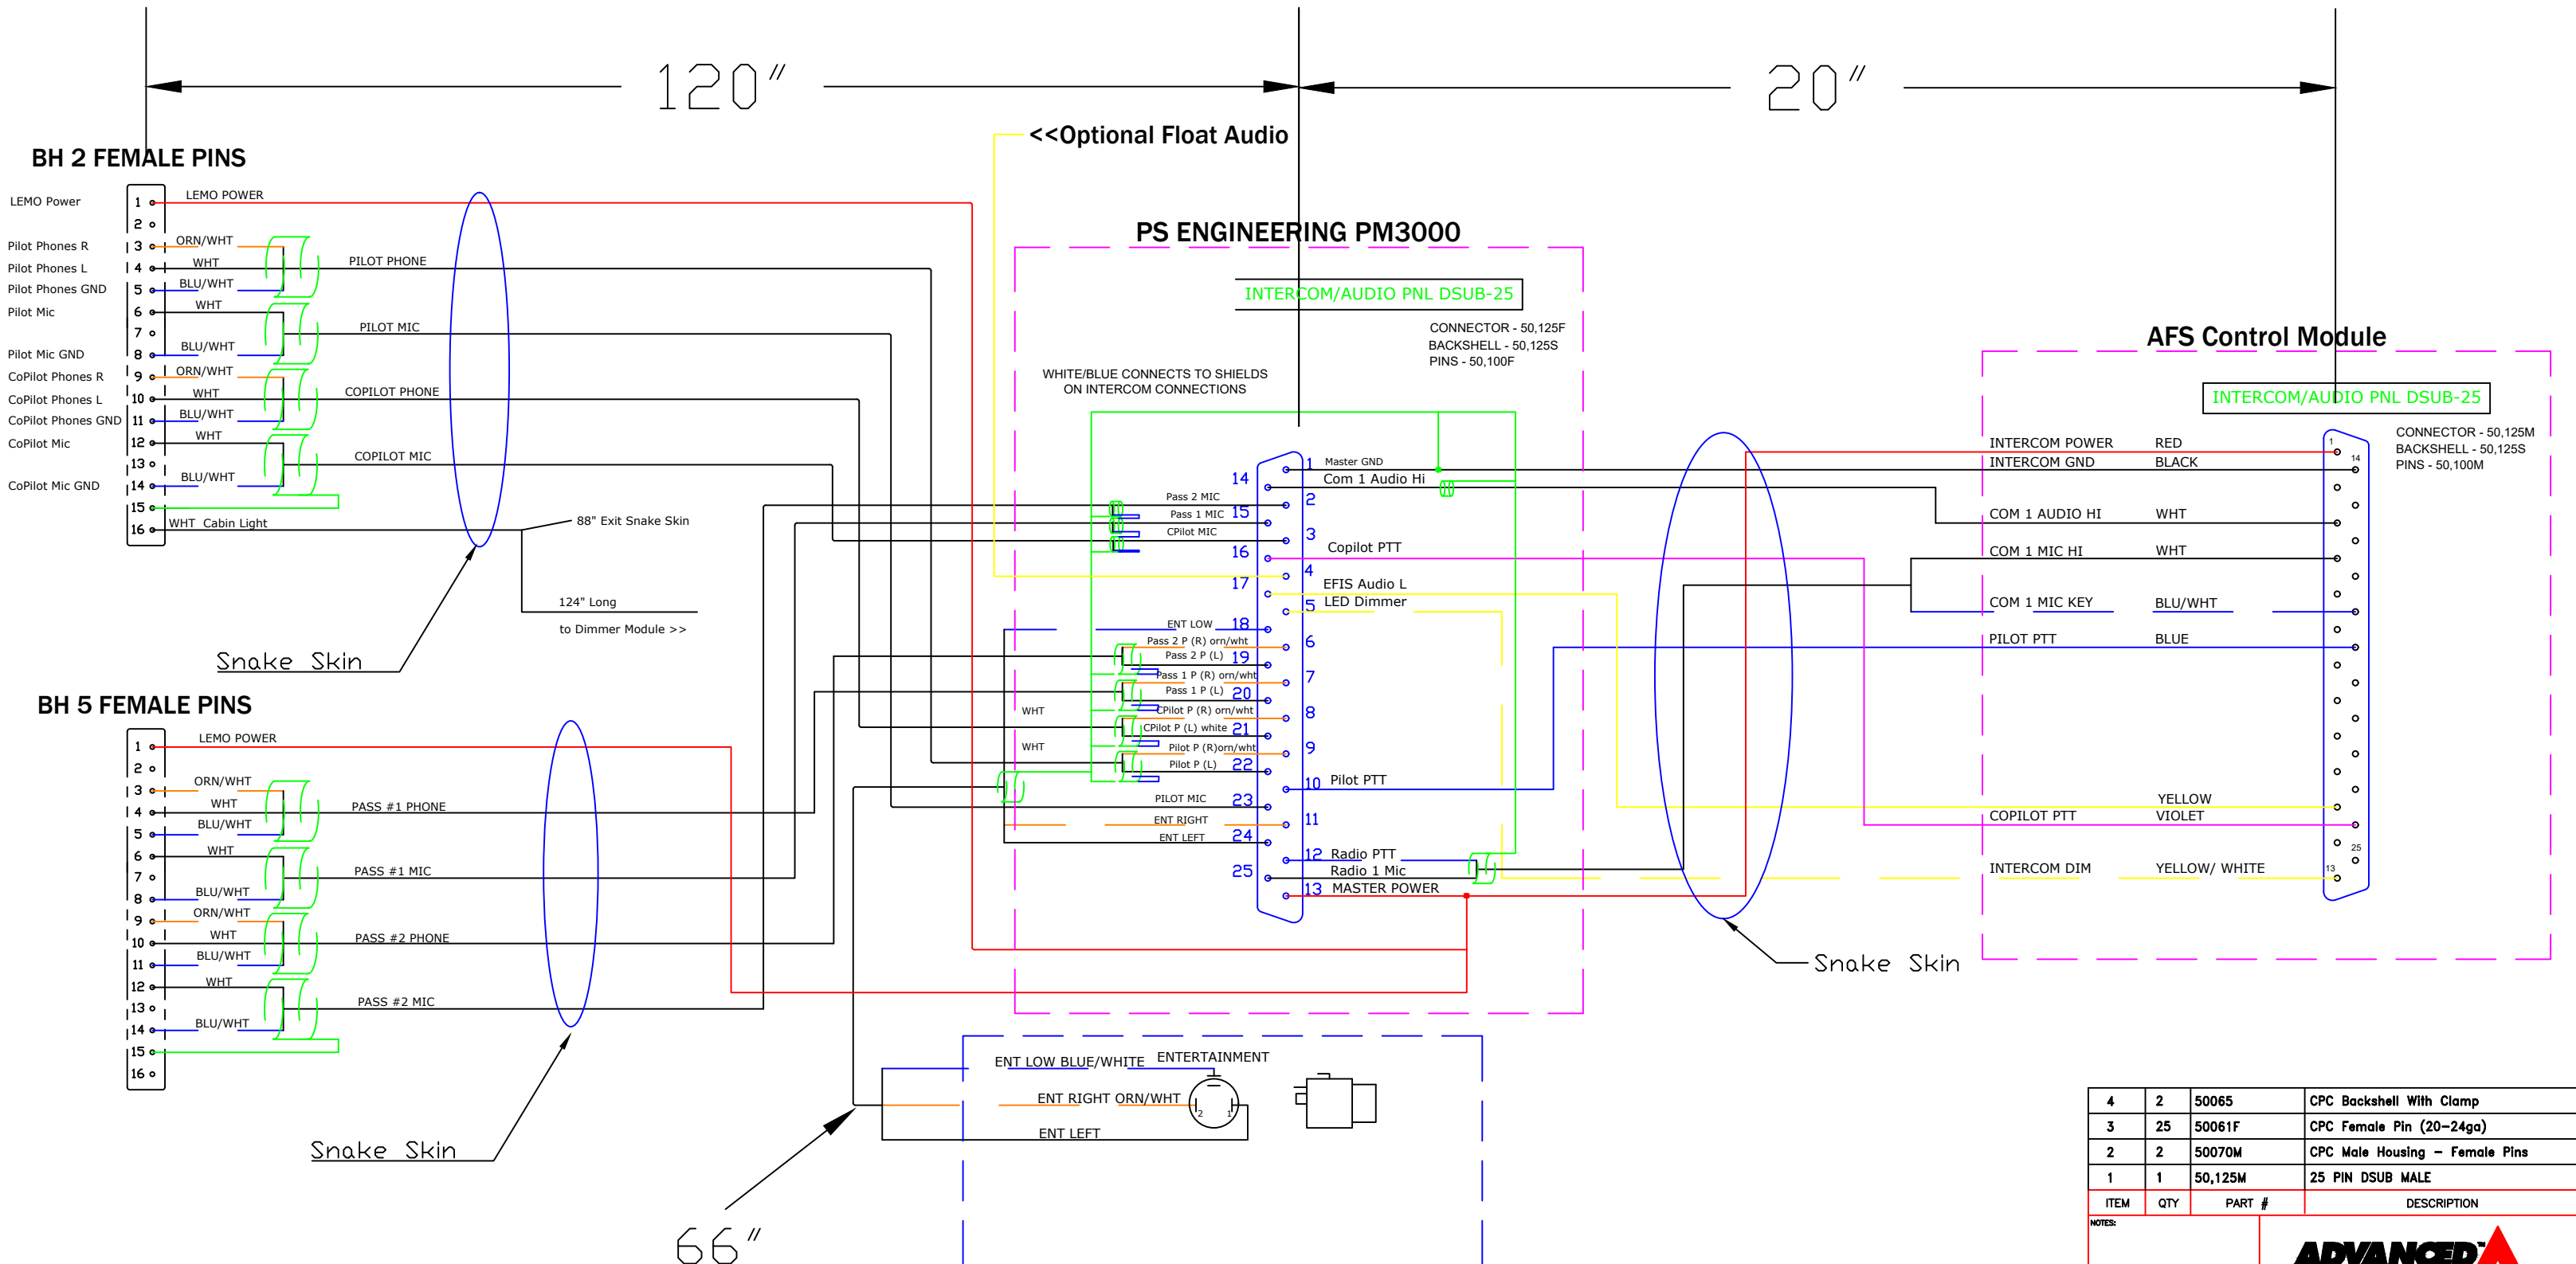 120"
20"
<<Optional Float Audio
BH 2 FEMALE PINS
LEMO Power
1
LEMO POWER
2
Pilot Phones R
3
ORN/WHT
Pilot Phones L
4
WHT
PILOT PHONE
Pilot Phones GND
5
BLU/WHT
Pilot Mic
6
WHT
7
PILOT MIC
Pilot Mic GND
8
BLU/WHT
CoPilot Phones R
9
ORN/WHT
CoPilot Phones L
10
WHT
COPILOT PHONE
CoPilot Phones GND
11
BLU/WHT
CoPilot Mic
12
WHT
13
COPILOT MIC
CoPilot Mic GND
14
BLU/WHT
15
16
WHT Cabin Light
88" Exit Snake Skin
124" Long
to Dimmer Module >>
Snake Skin
BH 5 FEMALE PINS
1
LEMO POWER
2
3
ORN/WHT
4
WHT
PASS #1 PHONE
5
BLU/WHT
6
WHT
7
PASS #1 MIC
8
BLU/WHT
9
ORN/WHT
10
WHT
PASS #2 PHONE
11
BLU/WHT
12
WHT
13
PASS #2 MIC
14
BLU/WHT
15
16
Snake Skin
PS ENGINEERING PM3000
INTERCOM/AUDIO PNL DSUB-25
CONNECTOR - 50,125F
BACKSHELL - 50,125S
PINS - 50,100F
WHITE/BLUE CONNECTS TO SHIELDS
ON INTERCOM CONNECTIONS
1
Master GND
14
Com 1 Audio Hi
Pass 2 MIC
2
Pass 1 MIC
15
CPilot MIC
3
16
Copilot PTT
4
17
EFIS Audio L
5
LED Dimmer
ENT LOW
18
Pass 2 P (R) orn/wht
6
Pass 2 P (L)
19
Pass 1 P (R) orn/wht
7
Pass 1 P (L)
20
WHT
CPilot P (R) orn/wht
8
CPilot P (L) white
21
WHT
Pilot P (R)orn/wht
9
Pilot P (L)
22
10
Pilot PTT
PILOT MIC
23
ENT RIGHT
11
ENT LEFT
24
12
Radio PTT
25
Radio 1 Mic
13
MASTER POWER
Snake Skin
AFS Control Module
INTERCOM/AUDIO PNL DSUB-25
CONNECTOR - 50,125M
BACKSHELL - 50,125S
PINS - 50,100M
INTERCOM POWER RED
1
INTERCOM GND BLACK
14
COM 1 AUDIO HI WHT
COM 1 MIC HI WHT
COM 1 MIC KEY BLU/WHT
PILOT PTT BLUE
YELLOW
COPILOT PTT VIOLET
25
INTERCOM DIM YELLOW/ WHITE
13
ENT LOW BLUE/WHITE
ENTERTAINMENT
ENT RIGHT ORN/WHT
2
1
ENT LEFT
66"
4 2 50065 CPC Backshell With Clamp
3 25 50061F CPC Female Pin (20-24ga)
2 2 50070M CPC Male Housing - Female Pins
1 1 50,125M 25 PIN DSUB MALE
ITEM QTY PART # DESCRIPTION
NOTES:
ADVANCED™